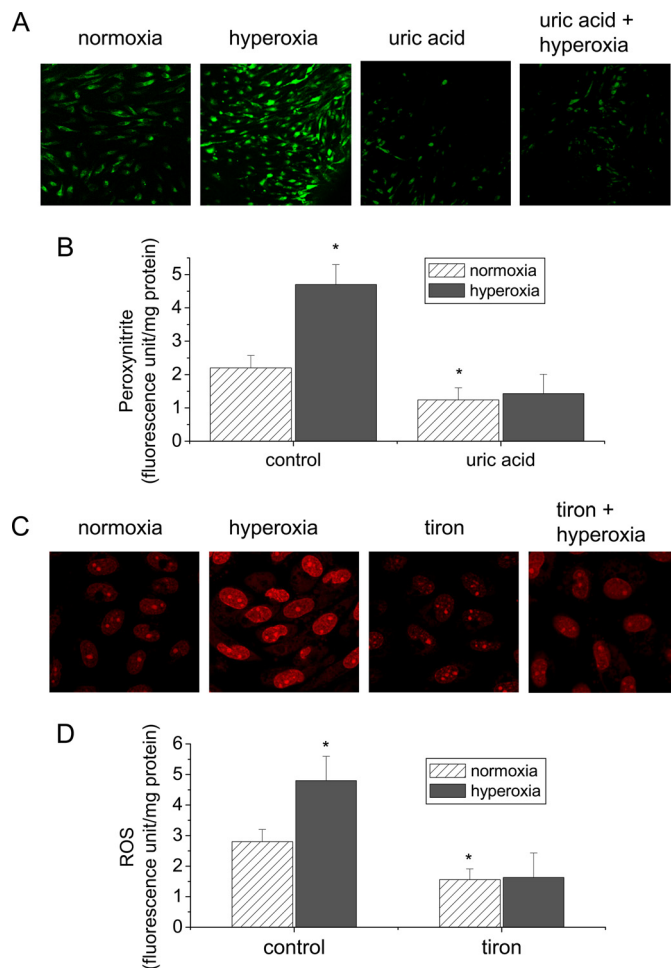 A
normoxia
hyperoxia
uric acid
uric acid +
hyperoxia
B
Peroxynitrite
(fluorescence unit/mg protein)
5
4
3
2
1
0
*
*
normoxia
hyperoxia
control
uric acid
C
normoxia
hyperoxia
tiron
tiron +
hyperoxia
D
ROS
(fluorescence unit/mg protein)
6
5
4
3
2
1
0
*
*
normoxia
hyperoxia
control
tiron